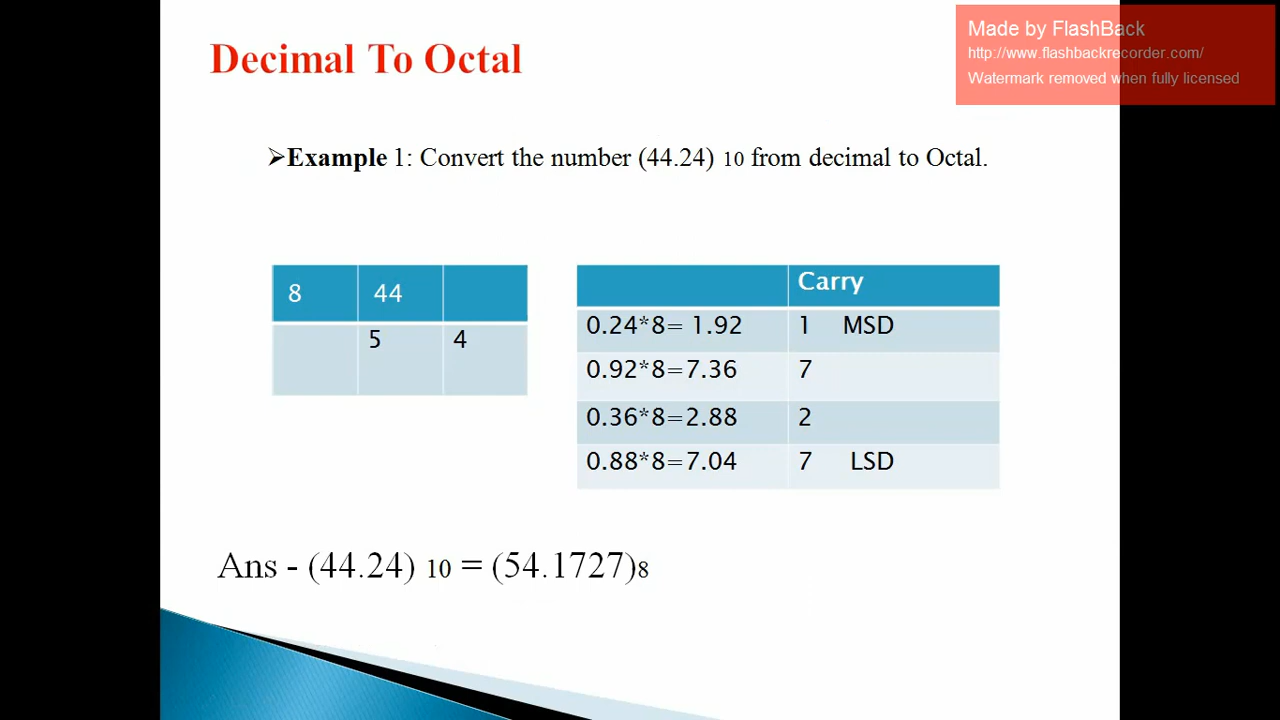 Made by FlashBack
http://www.flashbackrecorder.com/
Watermark removed when fully licensed
Decimal To Octal
➢Example 1: Convert the number (44.24) 10 from decimal to Octal.
8 44
5 4
Carry
0.24*8= 1.92 1 MSD
0.92*8=7.36 7
0.36*8=2.88 2
0.88*8=7.04 7 LSD
Ans - (44.24) 10 = (54.1727)8